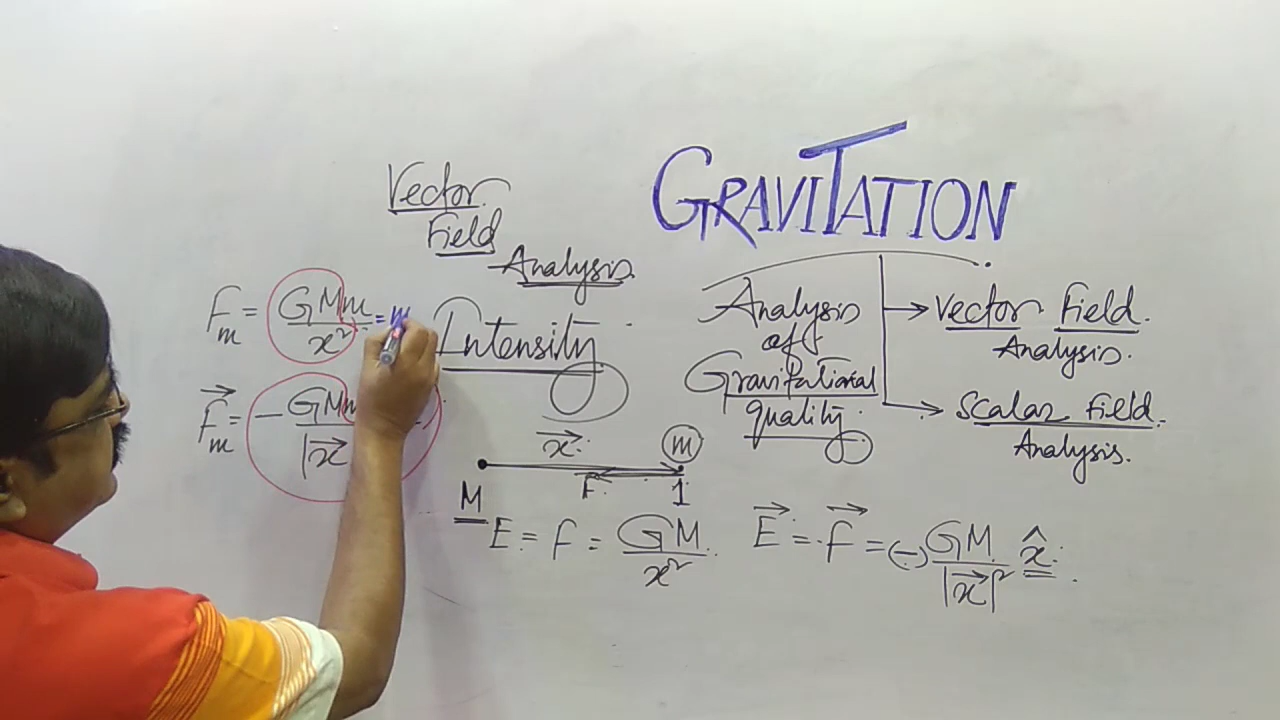 GRAVITATION
Vector
Field
Analysis.
Intensity
Analysis
of
Gravitational
quality.
Vector Field.
Analysis.
Scalar Field.
Analysis.
F_m = GMm/x² = m
F⃗_m = - GMm/|x⃗
x⃗
m
M
F
1
E = F = GM/x²
E⃗ = F⃗ = (-) GM/|x⃗|² x̂